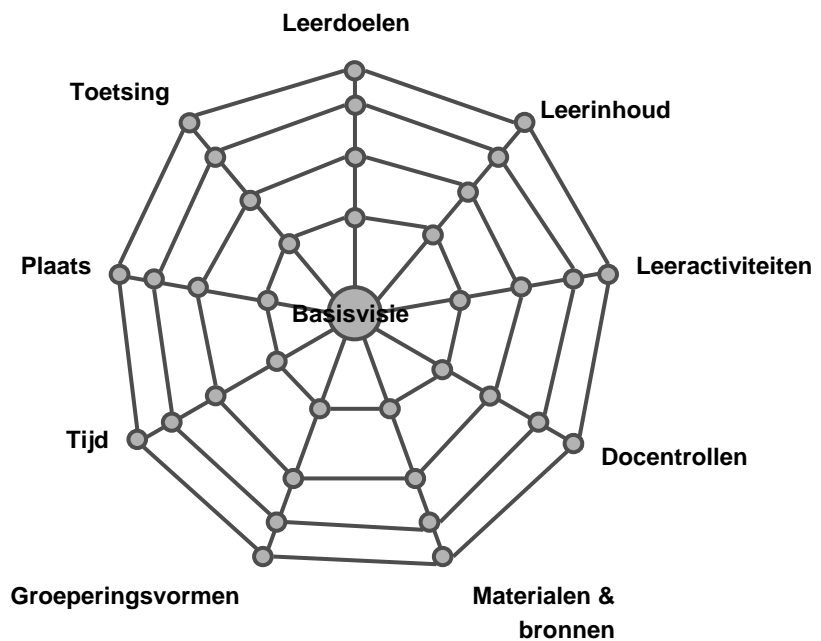 Leerdoelen
Toetsing
Leerinhoud
Plaats
Leeractiviteiten
Basisvisie
Tijd
Docentrollen
Groeperingsvormen
Materialen &
bronnen